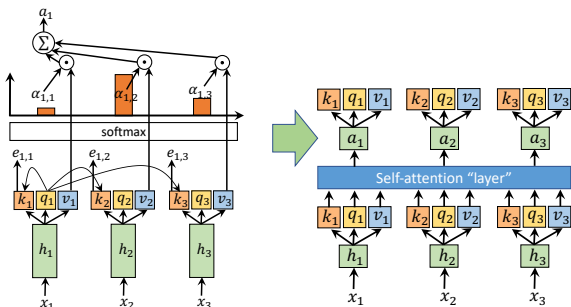 a₁
Σ
α₁,₁ α₁,₂ α₁,₃
softmax
e₁,₁ e₁,₂ e₁,₃
k₁ q₁ v₁ k₂ q₂ v₂ k₃ q₃ v₃
h₁ h₂ h₃
x₁ x₂ x₃
k₁ q₁ v₁ k₂ q₂ v₂ k₃ q₃ v₃
a₁ a₂ a₃
Self-attention “layer”
k₁ q₁ v₁ k₂ q₂ v₂ k₃ q₃ v₃
h₁ h₂ h₃
x₁ x₂ x₃